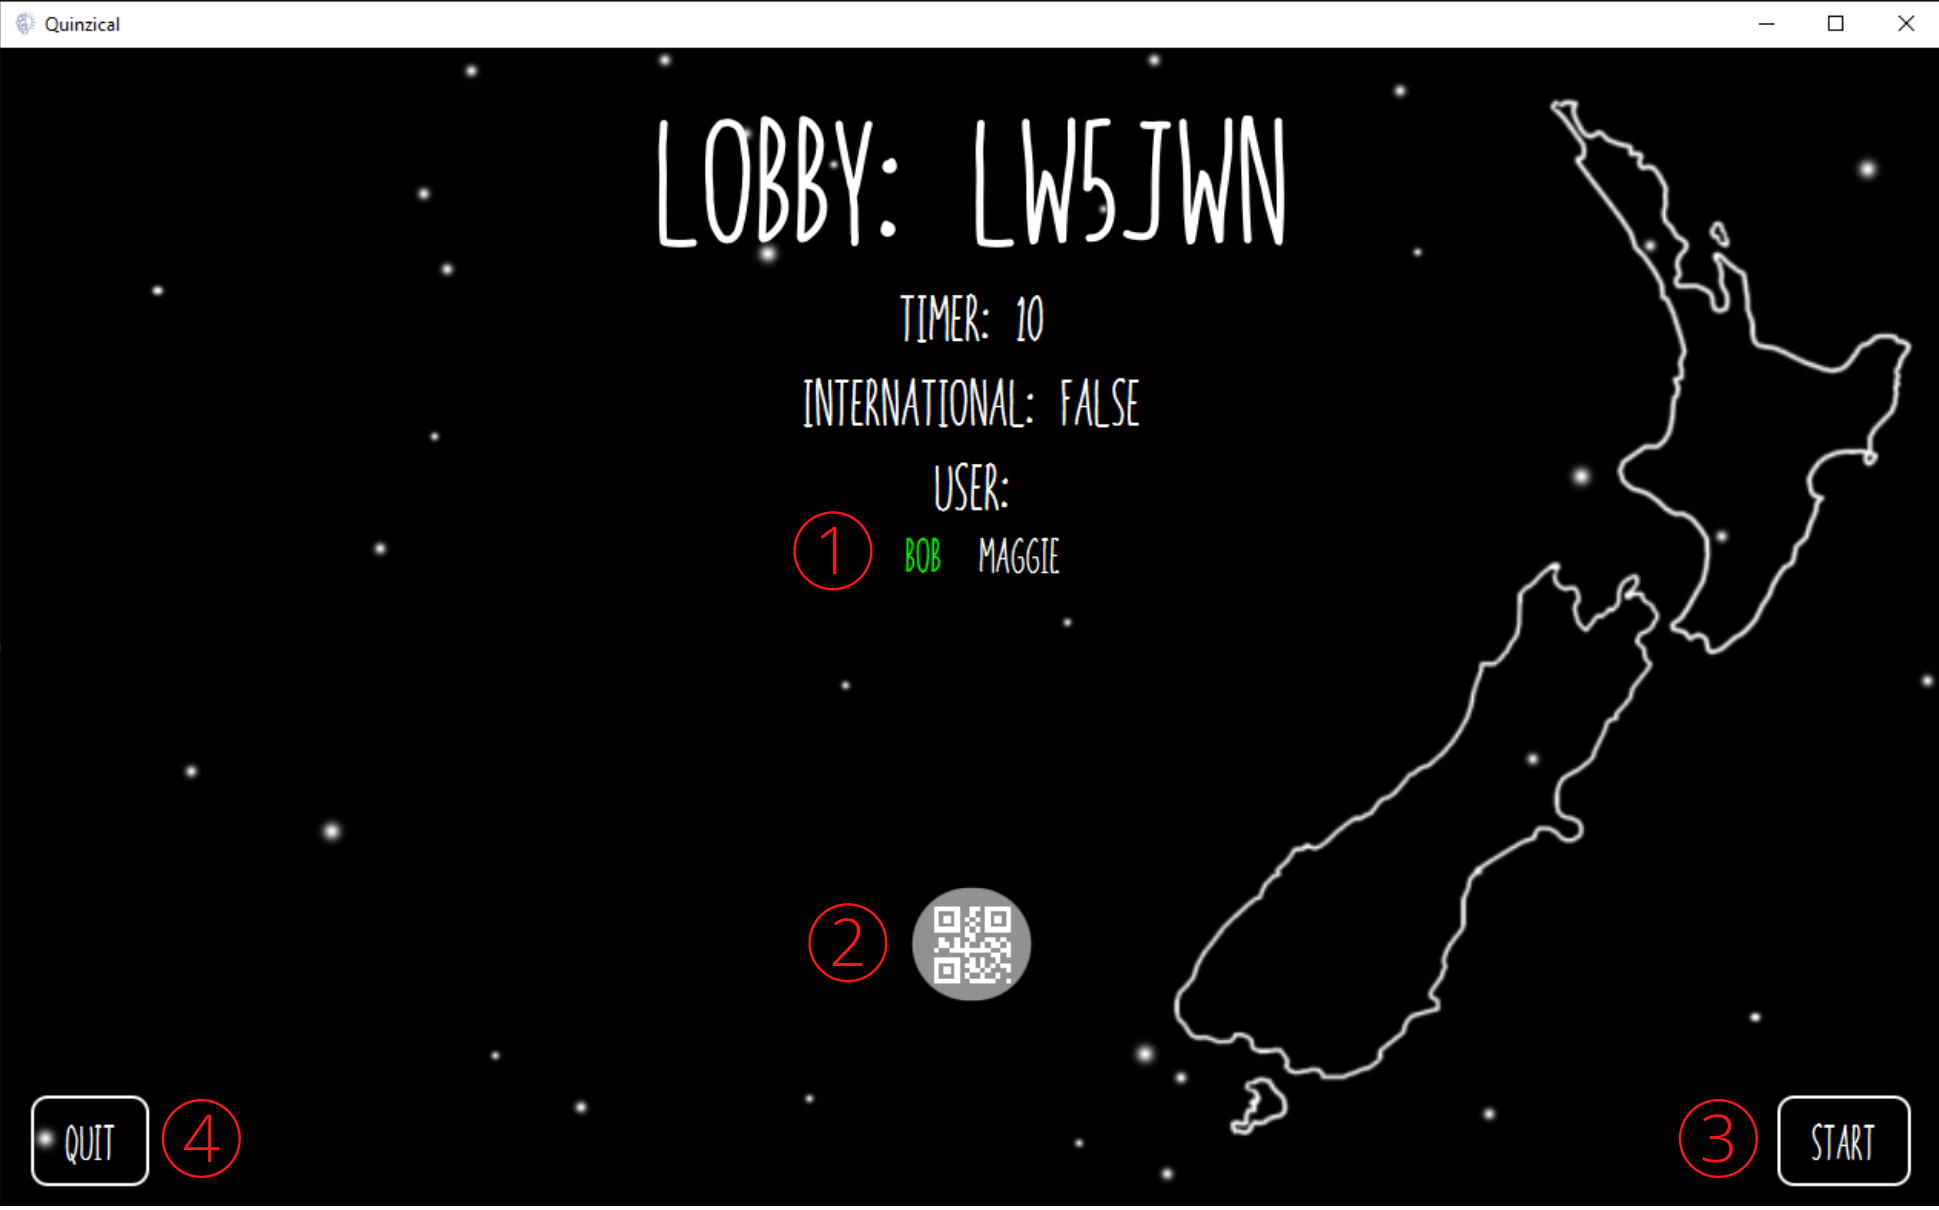 Quinzical
LOBBY: LW5JWN
TIMER: 10
INTERNATIONAL: FALSE
USER:
1 BOB MAGGIE
2
QUIT 4
3 START